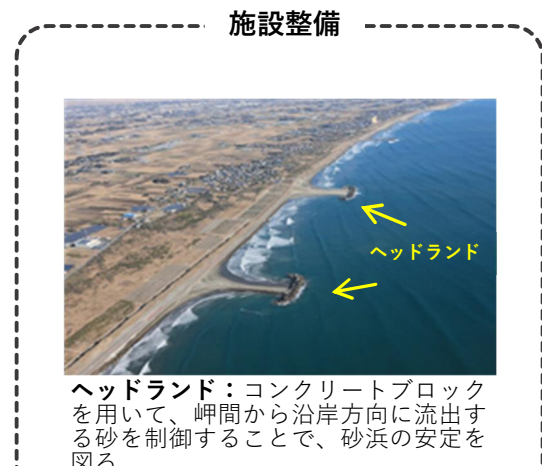 施設整備
ヘッドランド
ヘッドランド：コンクリートブロック
を用いて、岬間から沿岸方向に流出す
る砂を制御することで、砂浜の安定を
図る